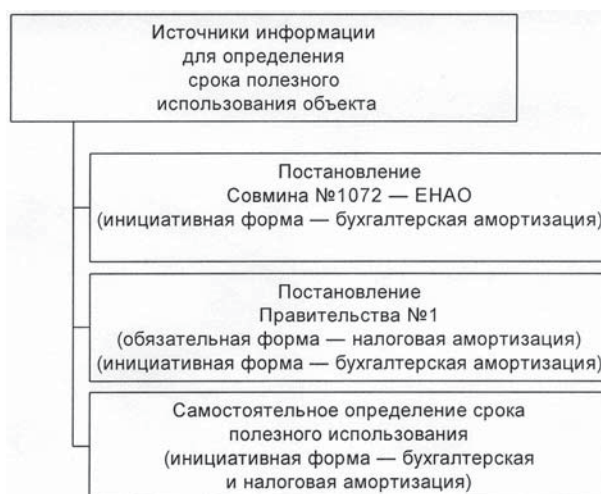 Источники информации
для определения
срока полезного
использования объекта
Постановление
Совмина №1072 — ЕНАО
(инициативная форма — бухгалтерская амортизация)
Постановление
Правительства №1
(обязательная форма — налоговая амортизация)
(инициативная форма — бухгалтерская амортизация)
Самостоятельное определение срока
полезного использования
(инициативная форма — бухгалтерская
и налоговая амортизация)